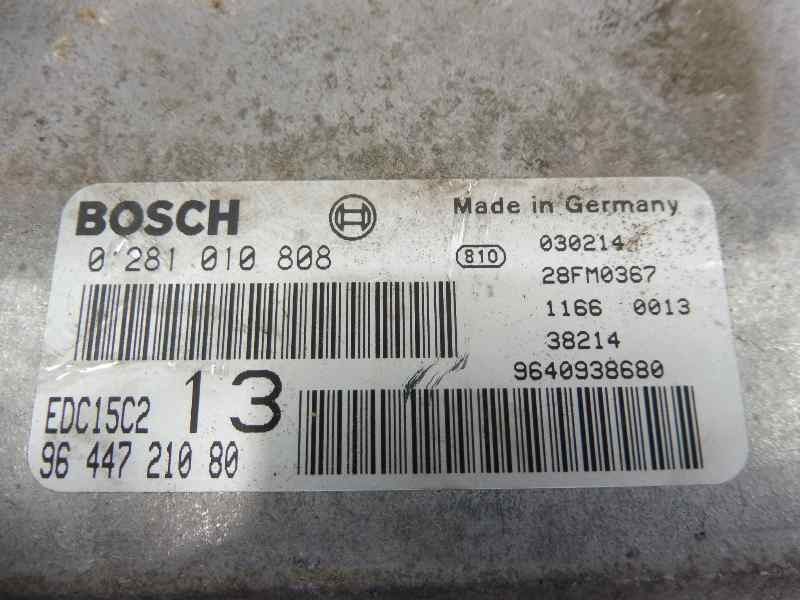 BOSCH
Made in Germany
0 281 010 808
810
030214
28FM0367
1166 0013
38214
9640938680
EDC15C2
13
96 447 210 80